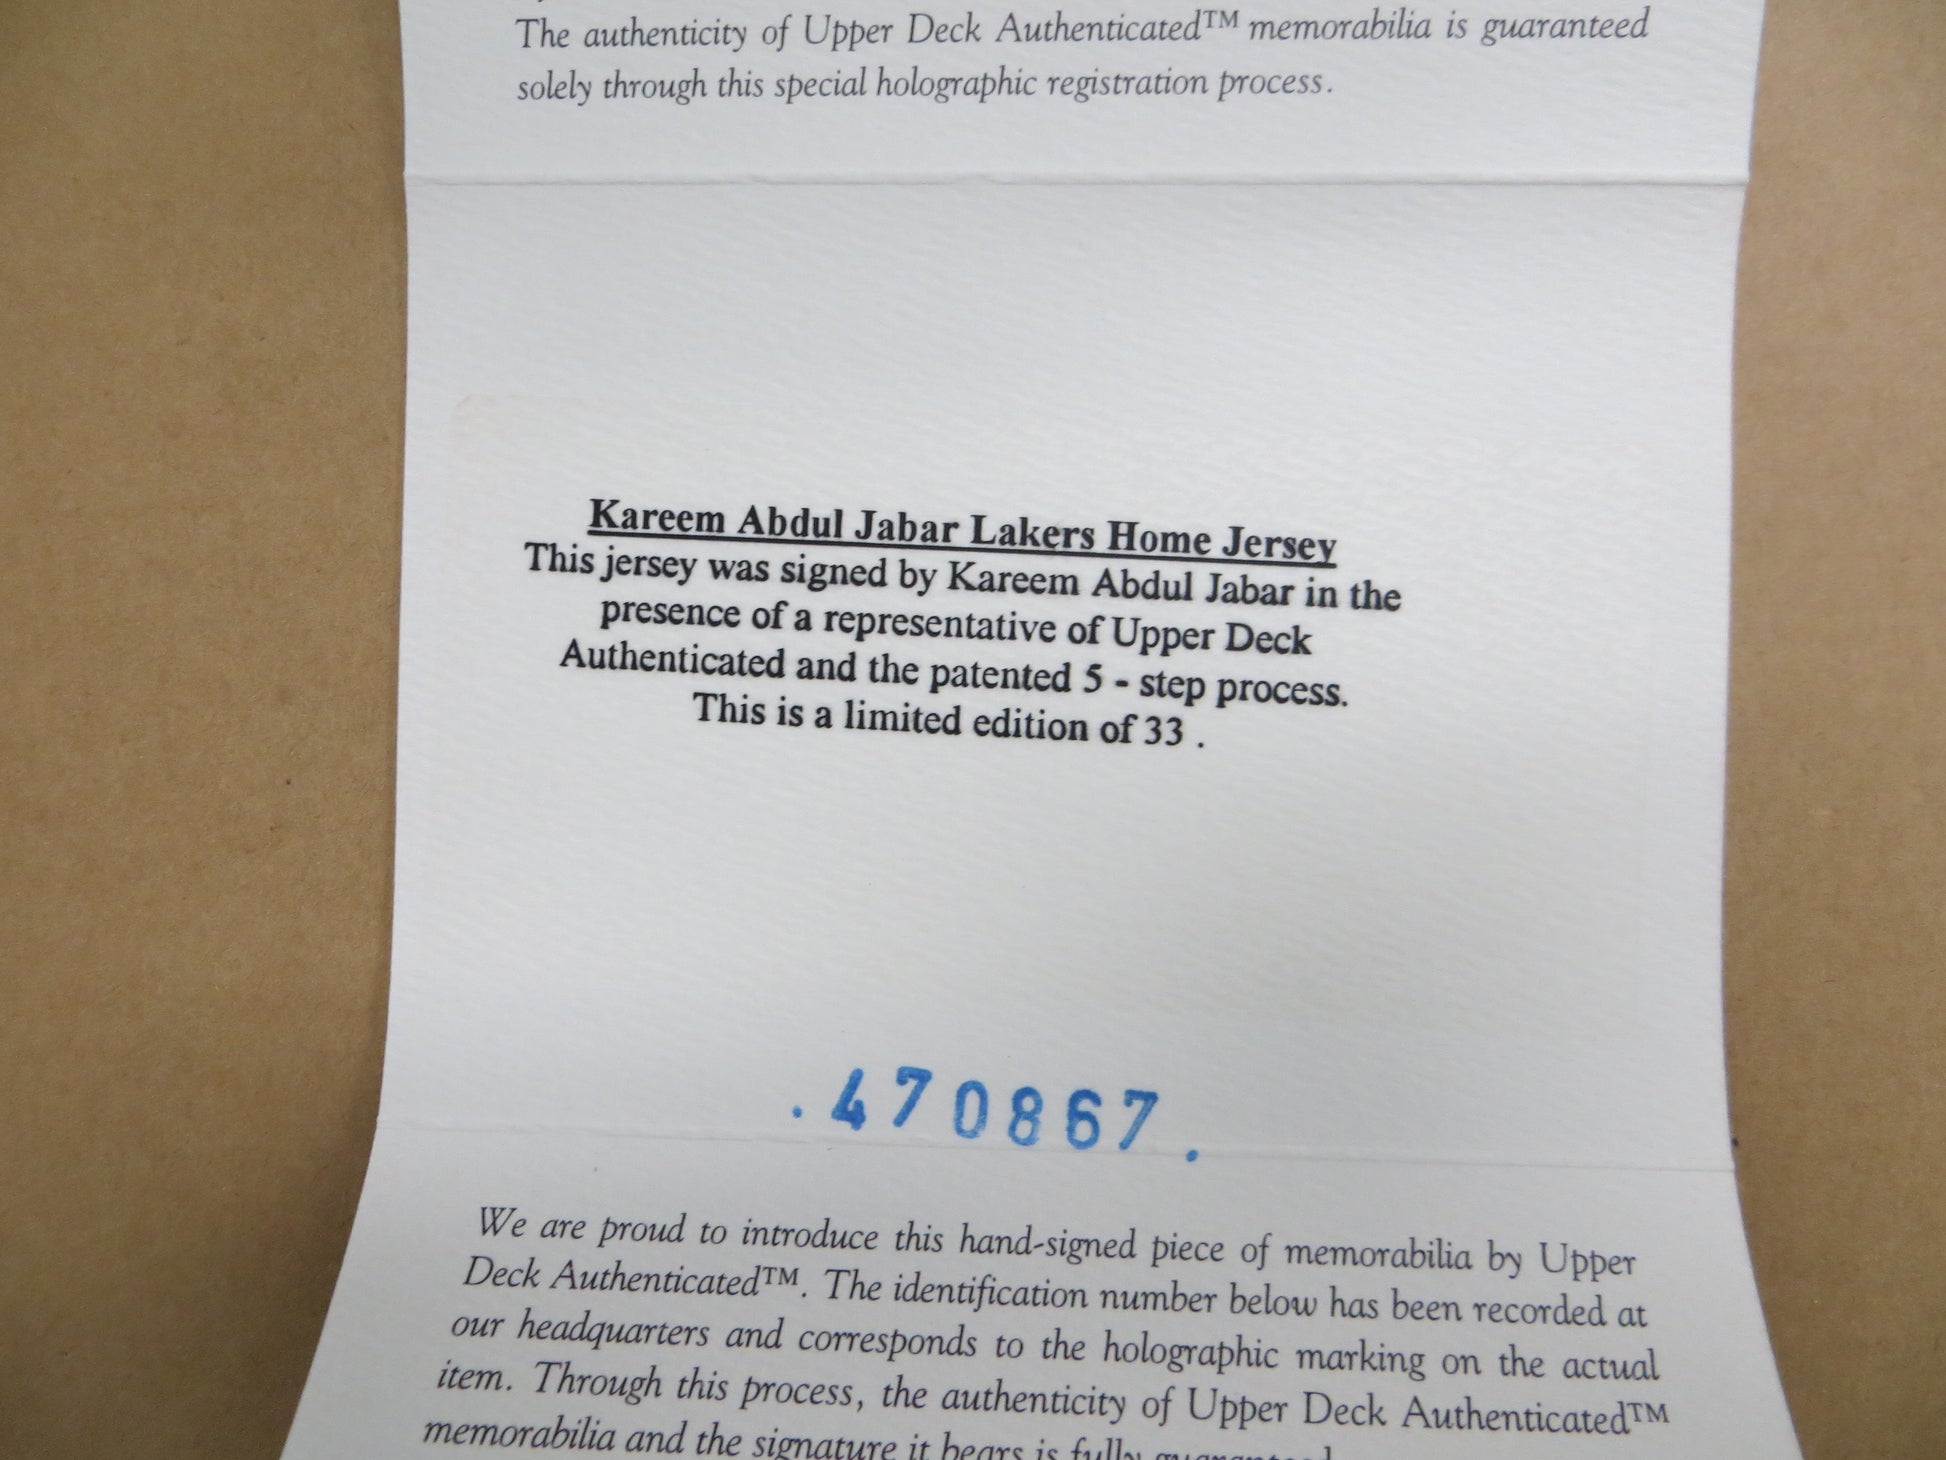 The authenticity of Upper Deck Authenticated™ memorabilia is guaranteed
solely through this special holographic registration process.
Kareem Abdul Jabar Lakers Home Jersey
This jersey was signed by Kareem Abdul Jabar in the
presence of a representative of Upper Deck
Authenticated and the patented 5 - step process.
This is a limited edition of 33 .
. 470867 .
We are proud to introduce this hand-signed piece of memorabilia by Upper
Deck Authenticated™. The identification number below has been recorded at
our headquarters and corresponds to the holographic marking on the actual
item. Through this process, the authenticity of Upper Deck Authenticated™
memorabilia and the signature it bears is fully guaranteed